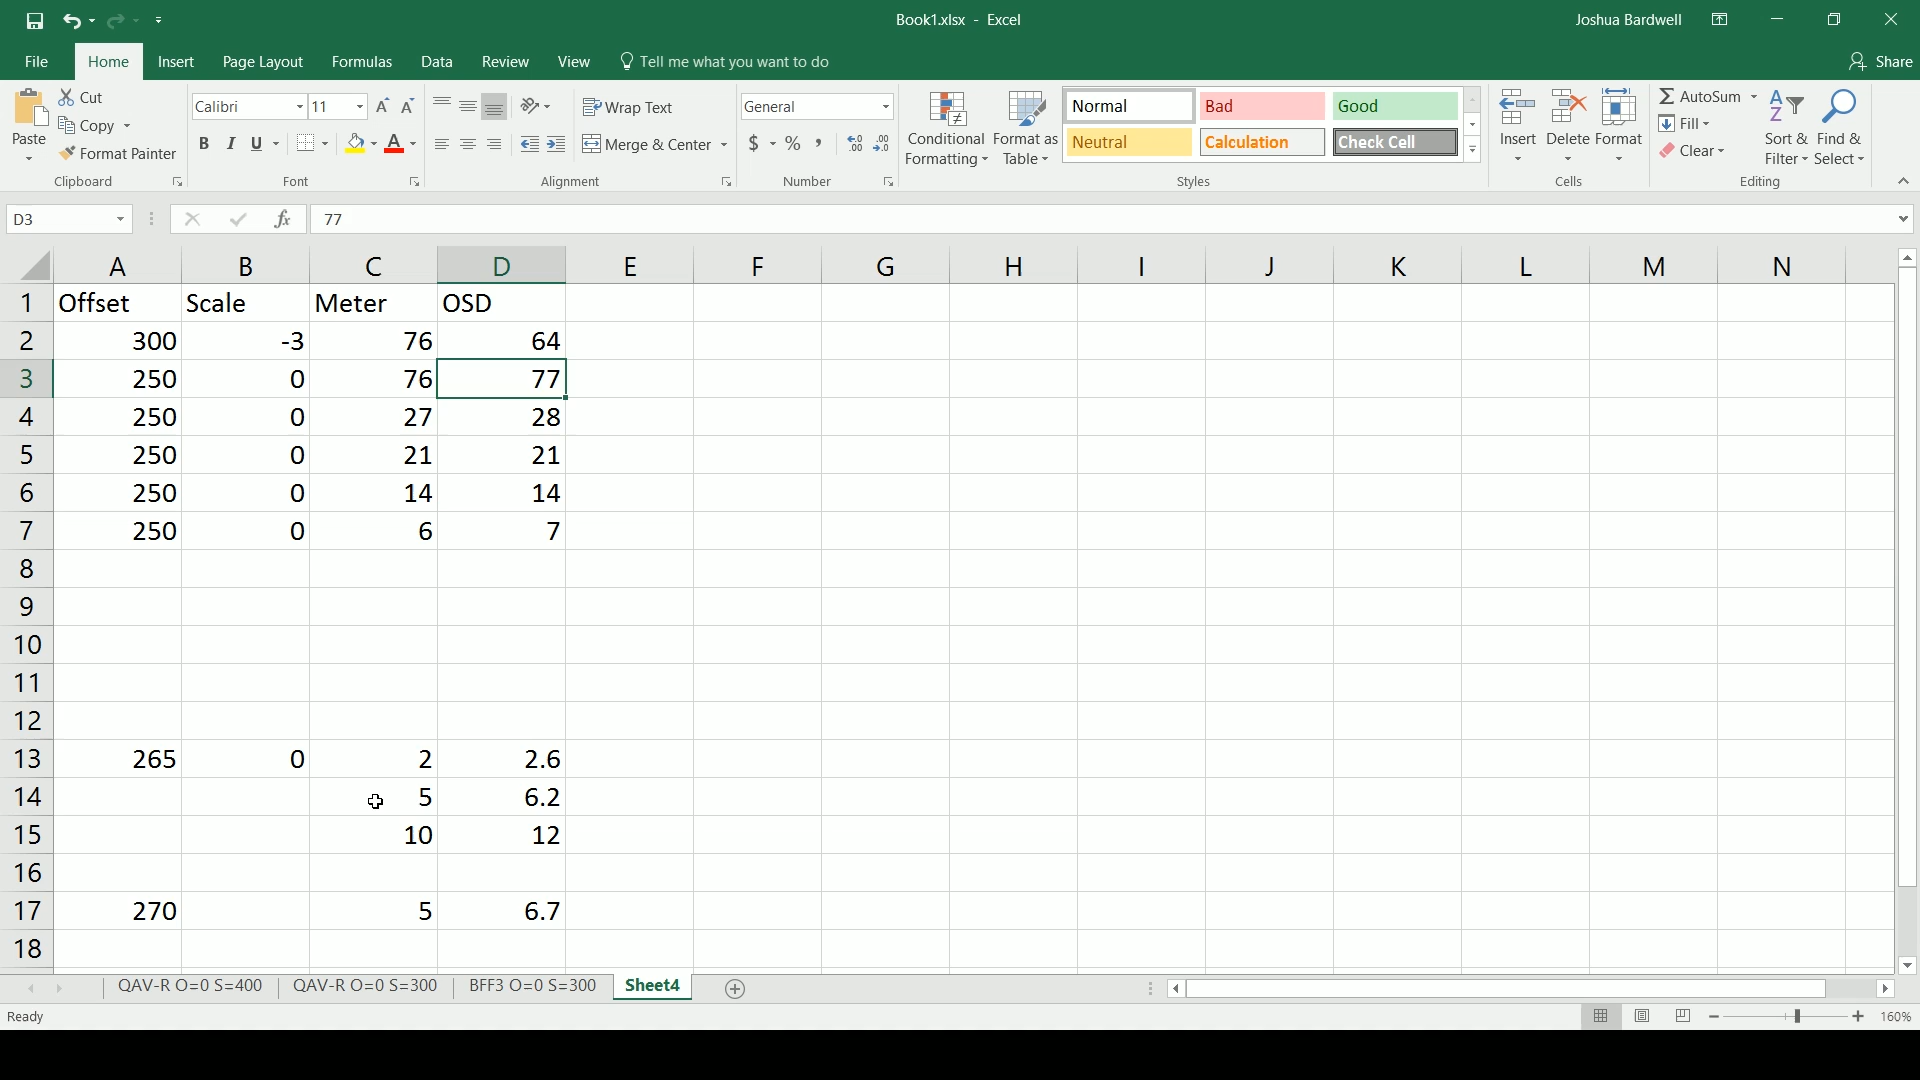 Book1.xlsx - Excel
Joshua Bardwell
File Home Insert Page Layout Formulas Data Review View Tell me what you want to do Share
Paste Cut Copy Format Painter Clipboard
Calibri 11 B I U A Font
Wrap Text Merge & Center Alignment
General $ % , Number
Conditional Formatting Format as Table
Normal Bad Good
Neutral Calculation Check Cell
Styles
Insert Delete Format Cells
AutoSum Fill Clear Sort & Filter Find & Select Editing
D3 fx 77
A B C D E F G H I J K L M N
1 Offset Scale Meter OSD
2 300 -3 76 64
3 250 0 76 77
4 250 0 27 28
5 250 0 21 21
6 250 0 14 14
7 250 0 6 7
8
9
10
11
12
13 265 0 2 2.6
14 5 6.2
15 10 12
16
17 270 5 6.7
18
QAV-R O=0 S=400 QAV-R O=0 S=300 BFF3 O=0 S=300 Sheet4
Ready 160%